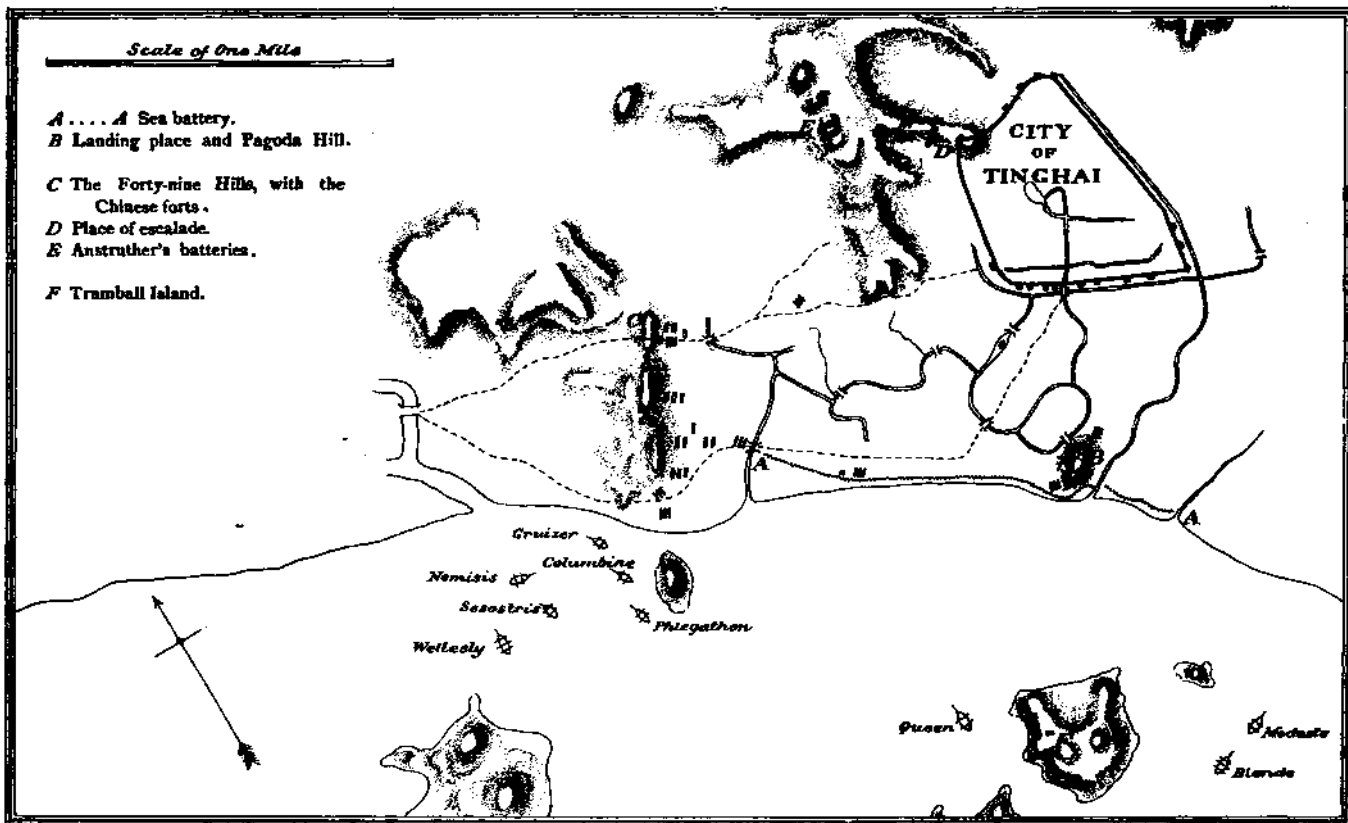 Scale of One Mile
A....A Sea battery.
B Landing place and Pagoda Hill.
C The Forty-nine Hills, with the
Chinese forts.
D Place of escalade.
E Anstruther's batteries.
F Trumball Island.
CITY
OF
TINGHAI
E
D
C
A
A
Cruizer
Columbine
Nemisis
Sesostris
Phlegathon
Wellesly
Queen
Modeste
Blonde